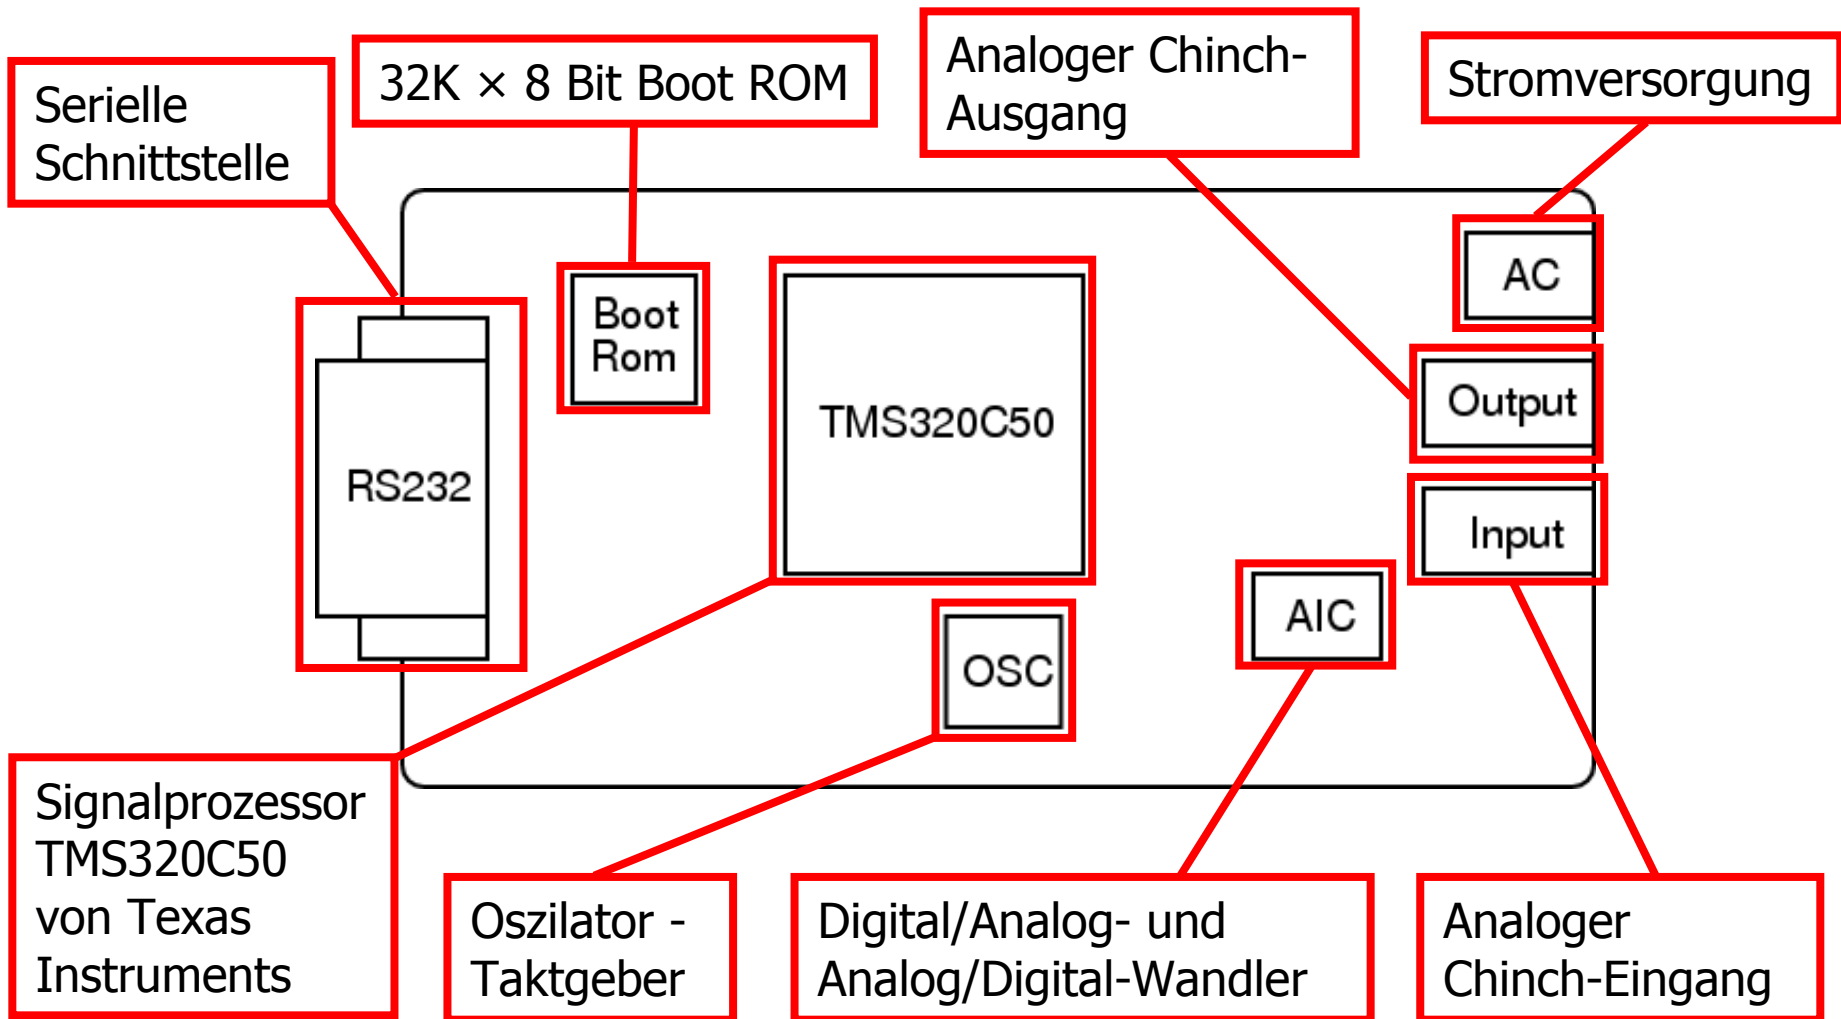 Serielle
Schnittstelle
32K × 8 Bit Boot ROM
Analoger Chinch-
Ausgang
Stromversorgung
Boot
Rom
TMS320C50
AC
Output
RS232
Input
AIC
OSC
Signalprozessor
TMS320C50
von Texas
Instruments
Oszilator -
Taktgeber
Digital/Analog- und
Analog/Digital-Wandler
Analoger
Chinch-Eingang